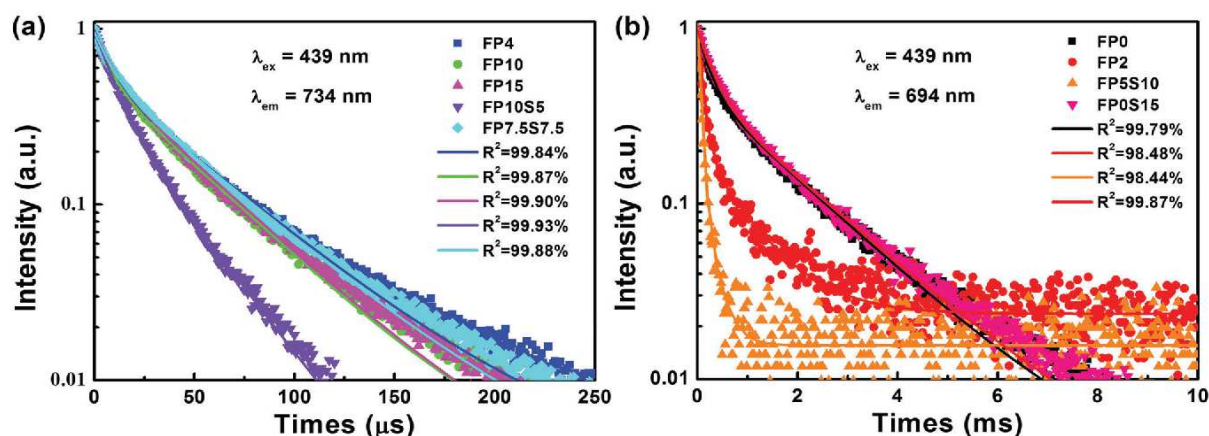 (a)
1
0.1
0.01
Intensity (a.u.)
0
50
100
150
200
250
Times (μs)
λex = 439 nm
λem = 734 nm
FP4
FP10
FP15
FP10S5
FP7.5S7.5
R²=99.84%
R²=99.87%
R²=99.90%
R²=99.93%
R²=99.88%
(b)
1
0.1
0.01
Intensity (a.u.)
0
2
4
6
8
10
Times (ms)
λex = 439 nm
λem = 694 nm
FP0
FP2
FP5S10
FP0S15
R²=99.79%
R²=98.48%
R²=98.44%
R²=99.87%